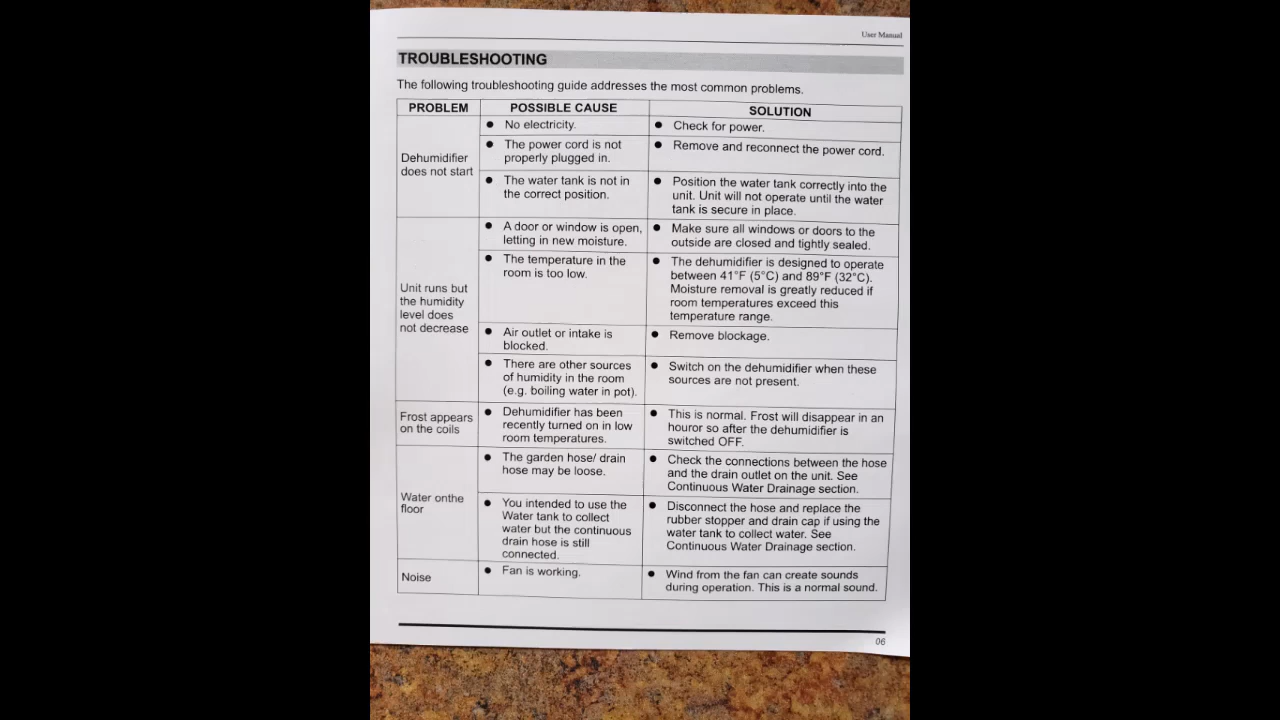 User Manual
TROUBLESHOOTING
The following troubleshooting guide addresses the most common problems.
PROBLEM
POSSIBLE CAUSE
SOLUTION
Dehumidifier
does not start
● No electricity.
● Check for power.
● The power cord is not
properly plugged in.
● Remove and reconnect the power cord.
● The water tank is not in
the correct position.
● Position the water tank correctly into the
unit. Unit will not operate until the water
tank is secure in place.
Unit runs but
the humidity
level does
not decrease
● A door or window is open,
letting in new moisture.
● Make sure all windows or doors to the
outside are closed and tightly sealed.
● The temperature in the
room is too low.
● The dehumidifier is designed to operate
between 41°F (5°C) and 89°F (32°C).
Moisture removal is greatly reduced if
room temperatures exceed this
temperature range.
● Air outlet or intake is
blocked.
● Remove blockage.
● There are other sources
of humidity in the room
(e.g. boiling water in pot).
● Switch on the dehumidifier when these
sources are not present.
Frost appears
on the coils
● Dehumidifier has been
recently turned on in low
room temperatures.
● This is normal. Frost will disappear in an
houror so after the dehumidifier is
switched OFF.
Water onthe
floor
● The garden hose/ drain
hose may be loose.
● Check the connections between the hose
and the drain outlet on the unit. See
Continuous Water Drainage section.
● You intended to use the
Water tank to collect
water but the continuous
drain hose is still
connected.
● Disconnect the hose and replace the
rubber stopper and drain cap if using the
water tank to collect water. See
Continuous Water Drainage section.
Noise
● Fan is working.
● Wind from the fan can create sounds
during operation. This is a normal sound.
06